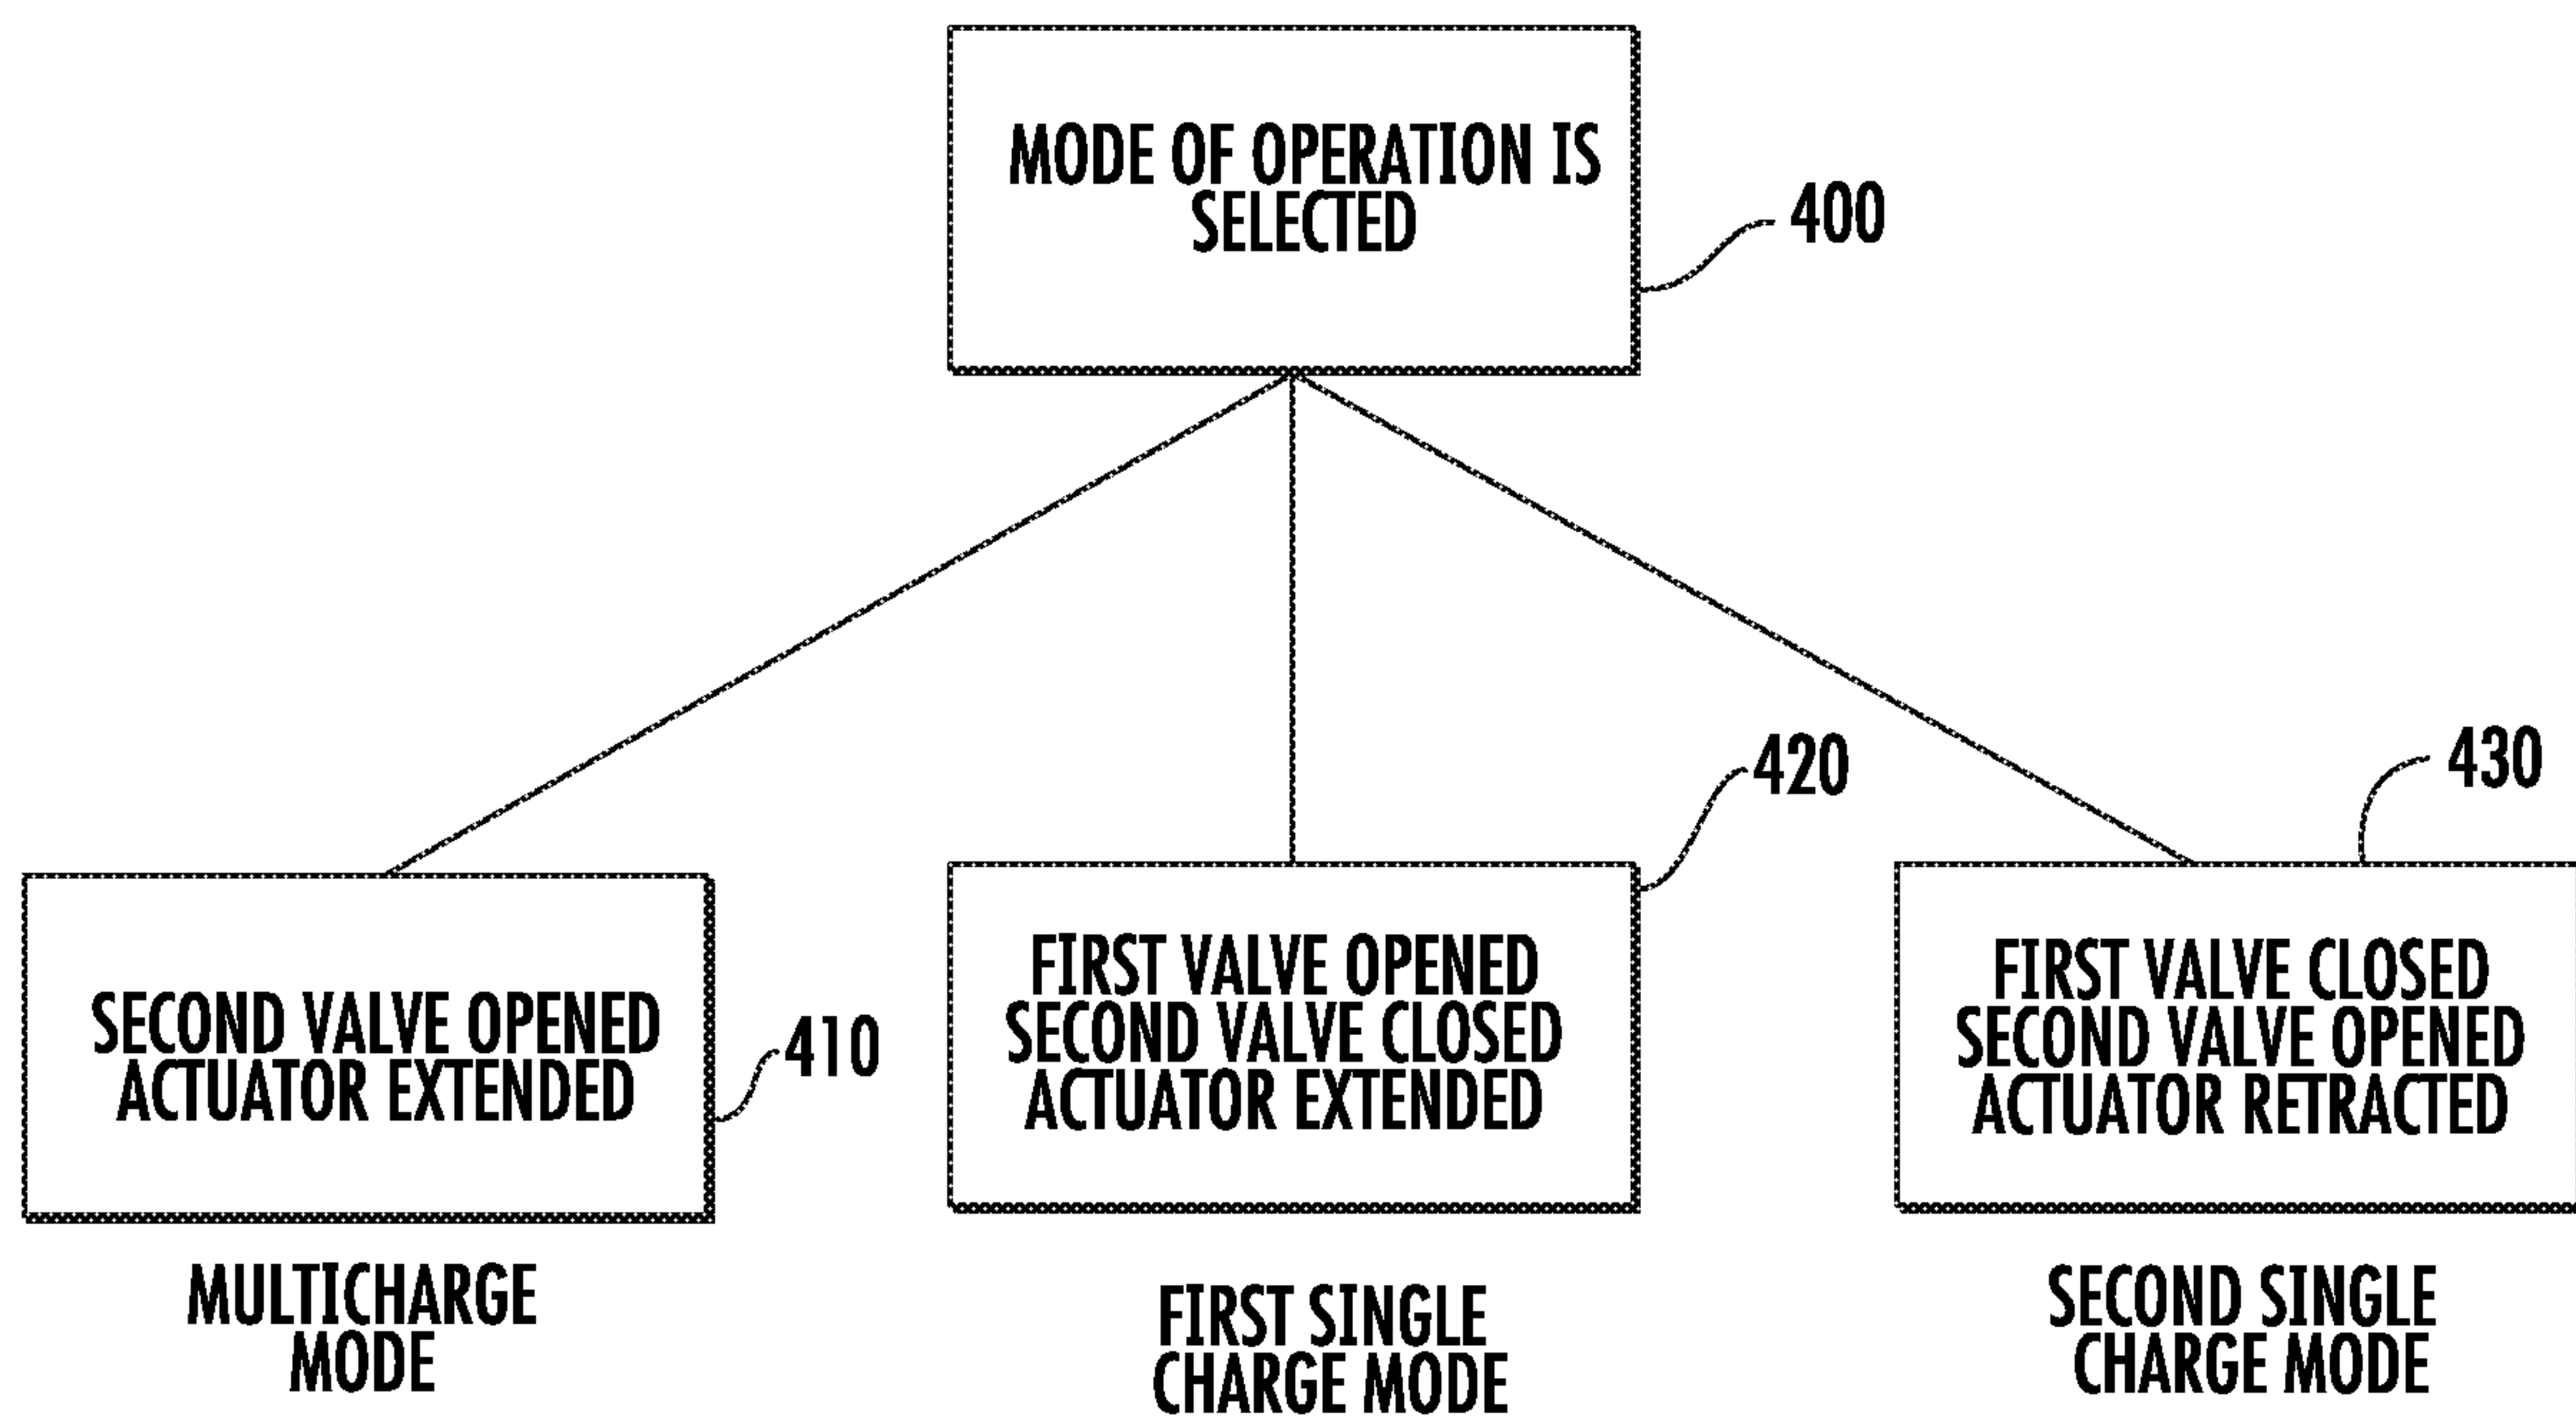 MODE OF OPERATION IS
SELECTED
400
420
430
SECOND VALVE OPENED
ACTUATOR EXTENDED
410
FIRST VALVE OPENED
SECOND VALVE CLOSED
ACTUATOR EXTENDED
FIRST VALVE CLOSED
SECOND VALVE OPENED
ACTUATOR RETRACTED
MULTICHARGE
MODE
FIRST SINGLE
CHARGE MODE
SECOND SINGLE
CHARGE MODE